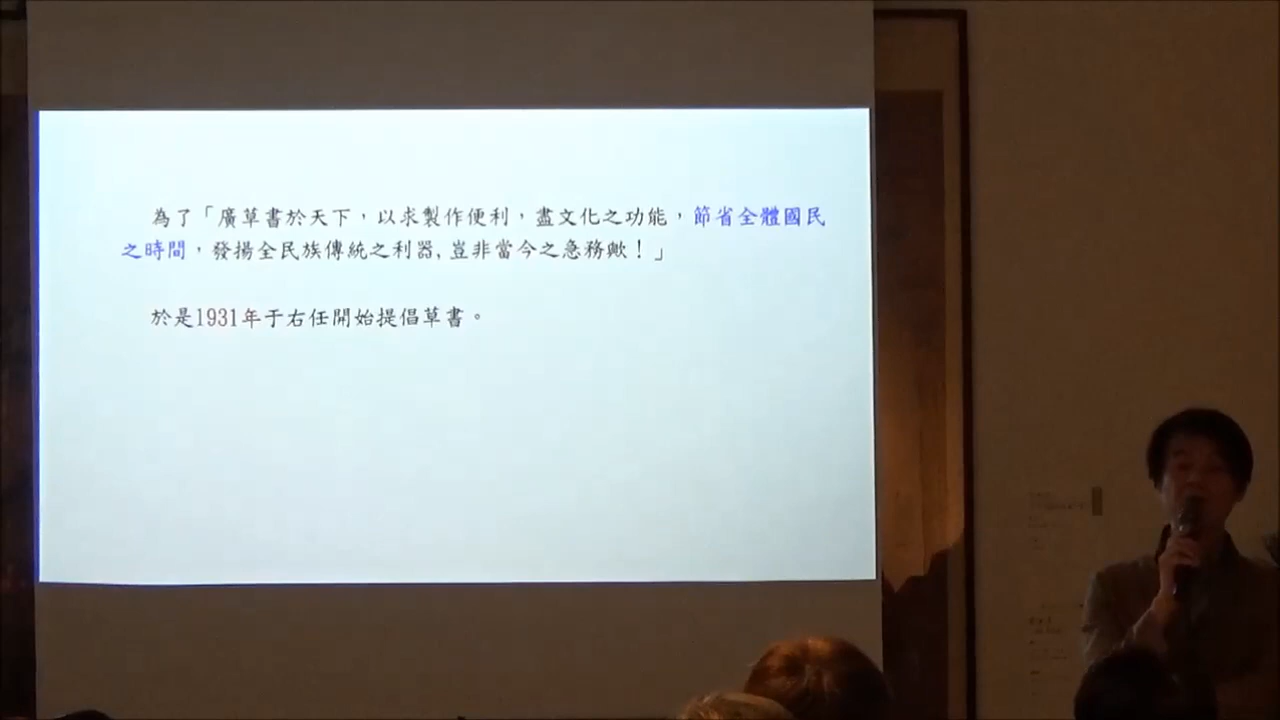 為了「廣草書於天下，以求製作便利，盡文化之功能，節省全體國民
之時間，發揚全民族傳統之利器,豈非當今之急務歟！」
於是1931年于右任開始提倡草書。